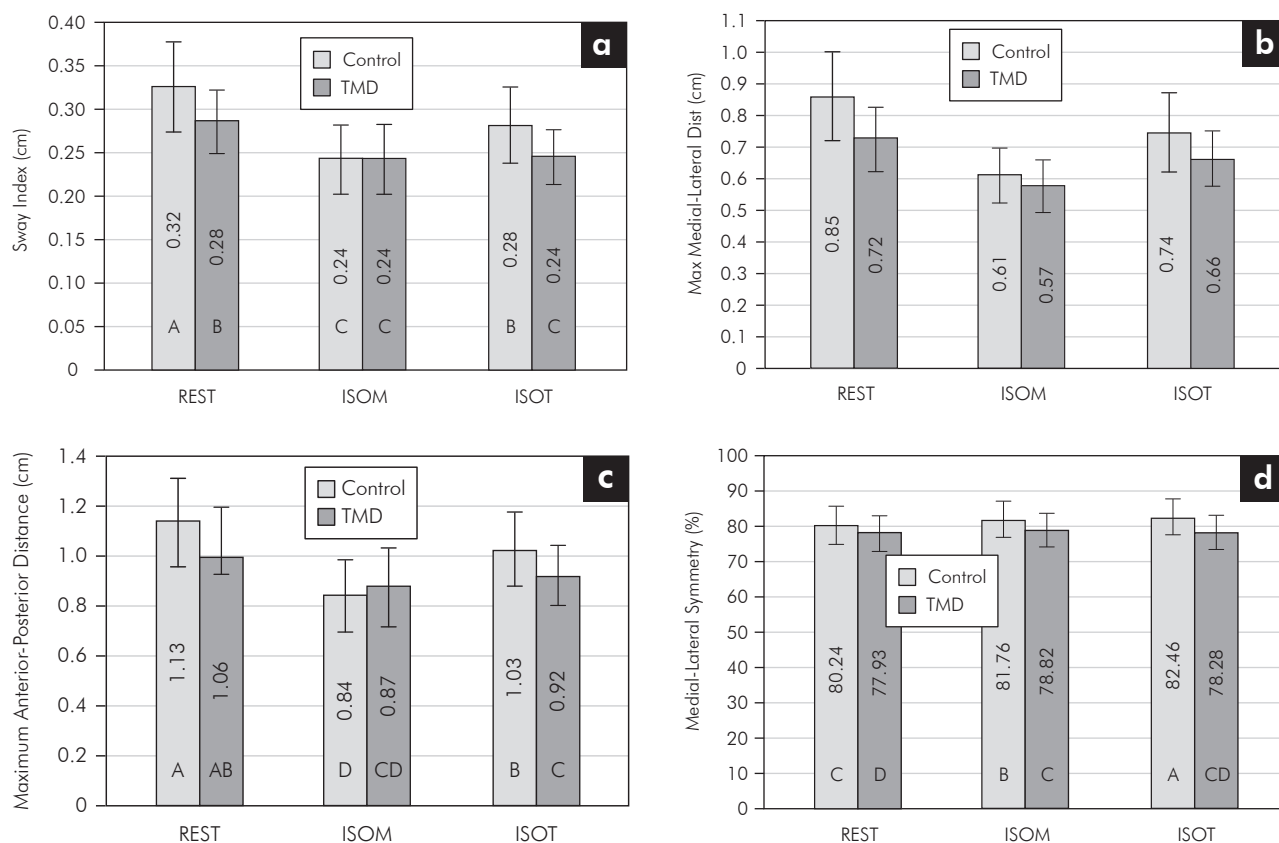 a
Sway Index (cm)
0.40
0.35
0.30
0.25
0.20
0.15
0.10
0.05
0
Control
TMD
0.32
0.28
0.24
0.24
0.28
0.24
A
B
C
C
B
C
REST
ISOM
ISOT
b
Max Medial-Lateral Dist (cm)
1.1
1.0
0.9
0.8
0.7
0.6
0.5
0.4
0.3
0.2
0.1
0
Control
TMD
0.85
0.72
0.61
0.57
0.74
0.66
REST
ISOM
ISOT
c
Maximum Anterior-Posterior Distance (cm)
1.4
1.2
1.0
0.8
0.6
0.4
0.2
0
Control
TMD
1.13
1.06
0.84
0.87
1.03
0.92
A
AB
D
CD
B
C
REST
ISOM
ISOT
d
Medial-Lateral Symmetry (%)
100
90
80
70
60
50
40
30
20
10
0
Control
TMD
80.24
77.93
81.76
78.82
82.46
78.28
C
D
B
C
A
CD
REST
ISOM
ISOT